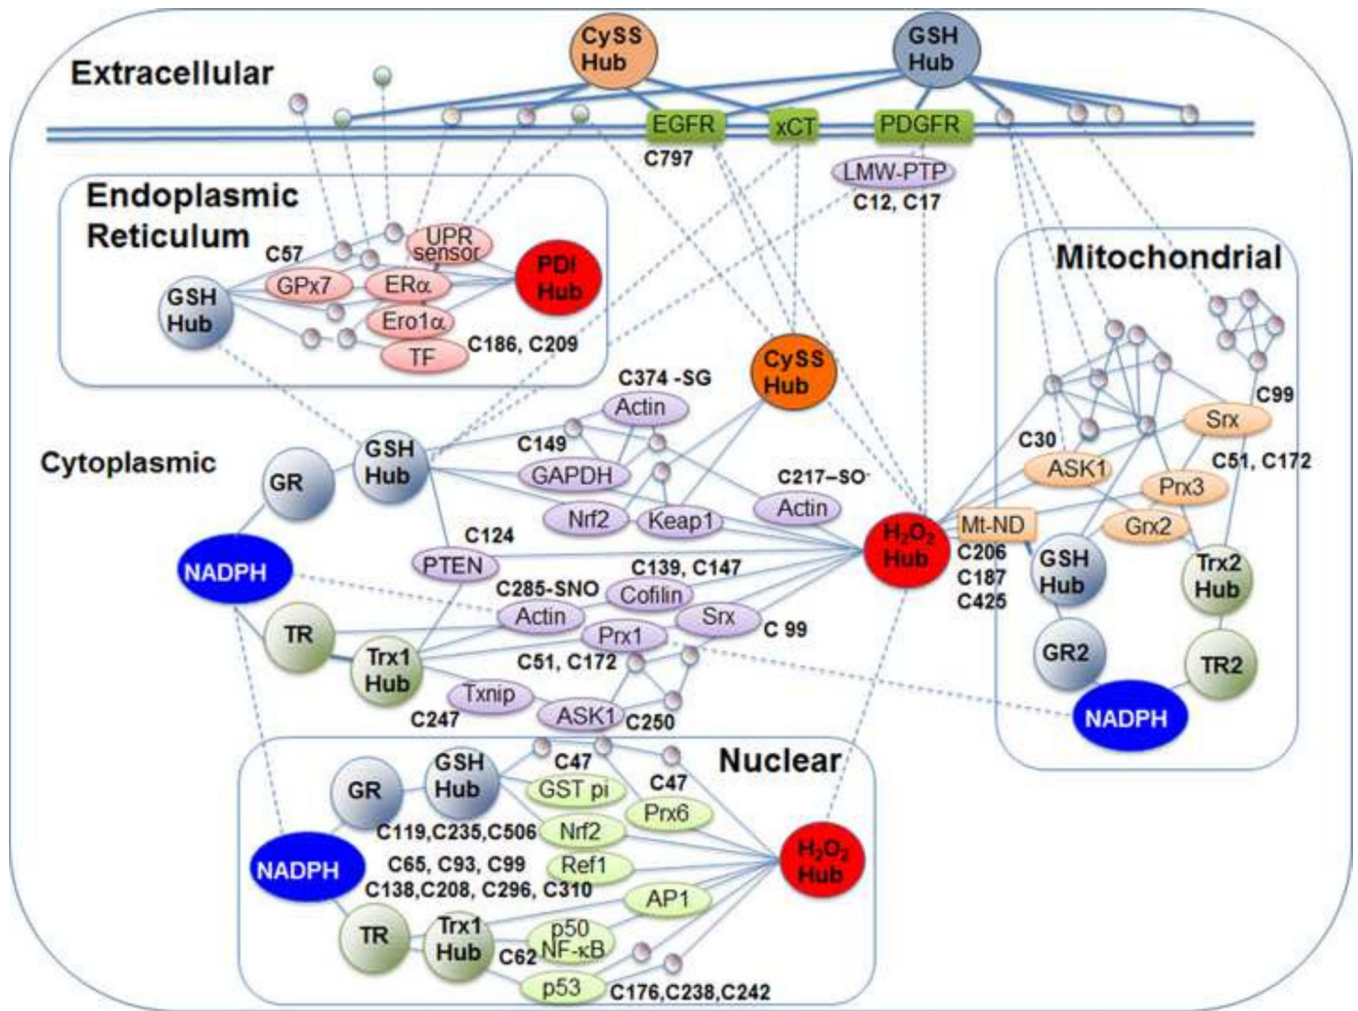 CySS
Hub
GSH
Hub
Extracellular
EGFR
xCT
PDGFR
C797
LMW-PTP
C12, C17
Endoplasmic
Reticulum
UPR
sensor
C57
GPx7
ERα
PDI
Hub
GSH
Hub
Ero1α
TF
C186, C209
Mitochondrial
CySS
Hub
C374 -SG
Actin
C99
Srx
C30
ASK1
C51, C172
Prx3
Grx2
Mt-ND
C206
C187
C425
GSH
Hub
Trx2
Hub
GR2
TR2
NADPH
Cytoplasmic
GR
GSH
Hub
C149
GAPDH
C217–SO-
Actin
Nrf2
Keap1
H2O2
Hub
NADPH
C124
PTEN
C139, C147
C285-SNO
Cofilin
Actin
Srx
TR
Prx1
C 99
Trx1
Hub
C51, C172
Txnip
C247
ASK1
C250
Nuclear
GR
GSH
Hub
C47
GST pi
C47
Prx6
C119,C235,C506
Nrf2
H2O2
Hub
NADPH
C65, C93, C99
Ref1
C138,C208, C296, C310
AP1
TR
Trx1
Hub
C62
p50
NF-κB
p53
C176,C238,C242